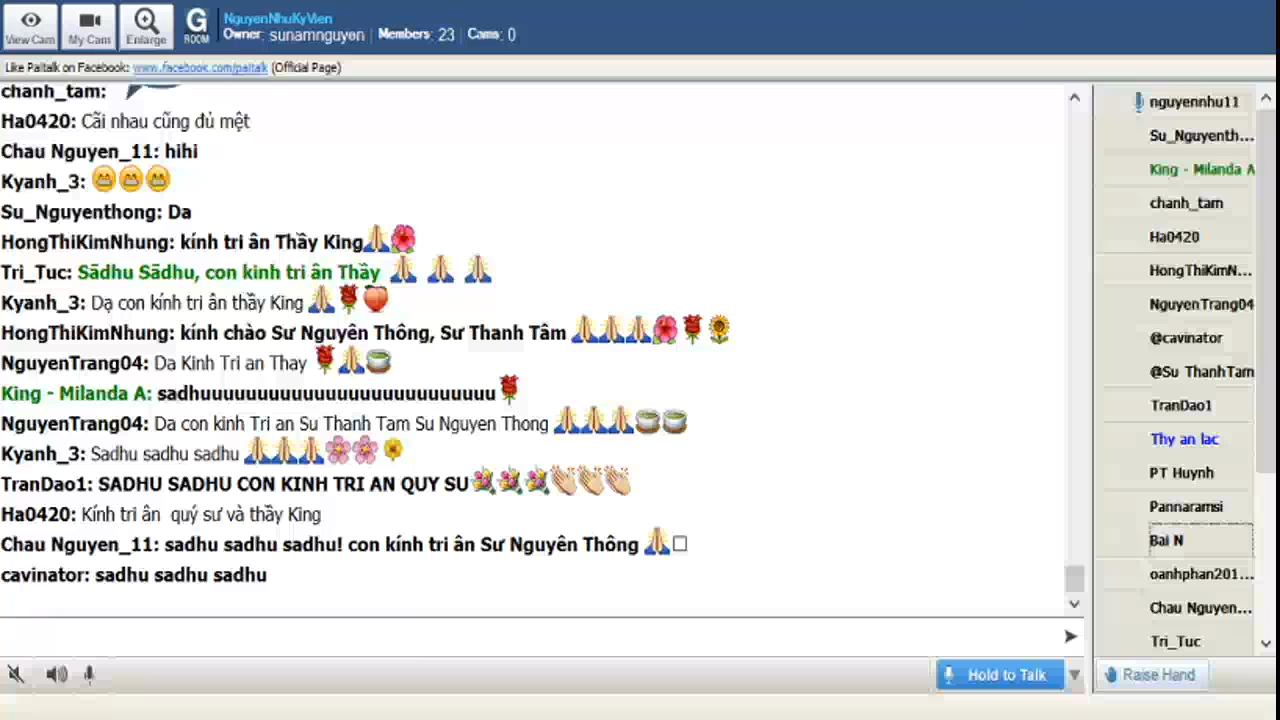 View Cam
My Cam
Enlarge
G
ROOM
NguyenNhuKyVien
Owner: sunamnguyen | Members: 23 | Cams: 0
Like Paltalk on Facebook: www.facebook.com/paltalk (Official Page)
chanh_tam:
Ha0420: Cãi nhau cũng đủ mệt
Chau Nguyen_11: hihi
Kyanh_3: 😁😁😁
Su_Nguyenthong: Da
HongThiKimNhung: kính tri ân Thầy King🙏🌺
Tri_Tuc: Sādhu Sādhu, con kinh tri ân Thầy 🙏 🙏 🙏
Kyanh_3: Dạ con kính tri ân thầy King 🙏🌹🍑
HongThiKimNhung: kính chào Sư Nguyên Thông, Sư Thanh Tâm 🙏🙏🙏🌺🌹🌻
NguyenTrang04: Da Kinh Tri an Thay 🌹🙏🍵
King - Milanda A: sadhuuuuuuuuuuuuuuuuuuuuuuuuuu🌹
NguyenTrang04: Da con kinh Tri an Su Thanh Tam Su Nguyen Thong 🙏🙏🙏🍵🍵
Kyanh_3: Sadhu sadhu sadhu 🙏🙏🙏🌸🌸🌼
TranDao1: SADHU SADHU CON KINH TRI AN QUY SU💐💐💐👏👏👏
Ha0420: Kính tri ân quý sư và thầy King
Chau Nguyen_11: sadhu sadhu sadhu! con kính tri ân Sư Nguyên Thông 🙏□
cavinator: sadhu sadhu sadhu
Hold to Talk
nguyennhu11
Su_Nguyenth...
King - Milanda A
chanh_tam
Ha0420
HongThiKimN...
NguyenTrang04
@cavinator
@Su ThanhTam
TranDao1
Thy an lac
PT Huynh
Pannaramsi
Bai N
oanhphan201...
Chau Nguyen...
Tri_Tuc
Raise Hand